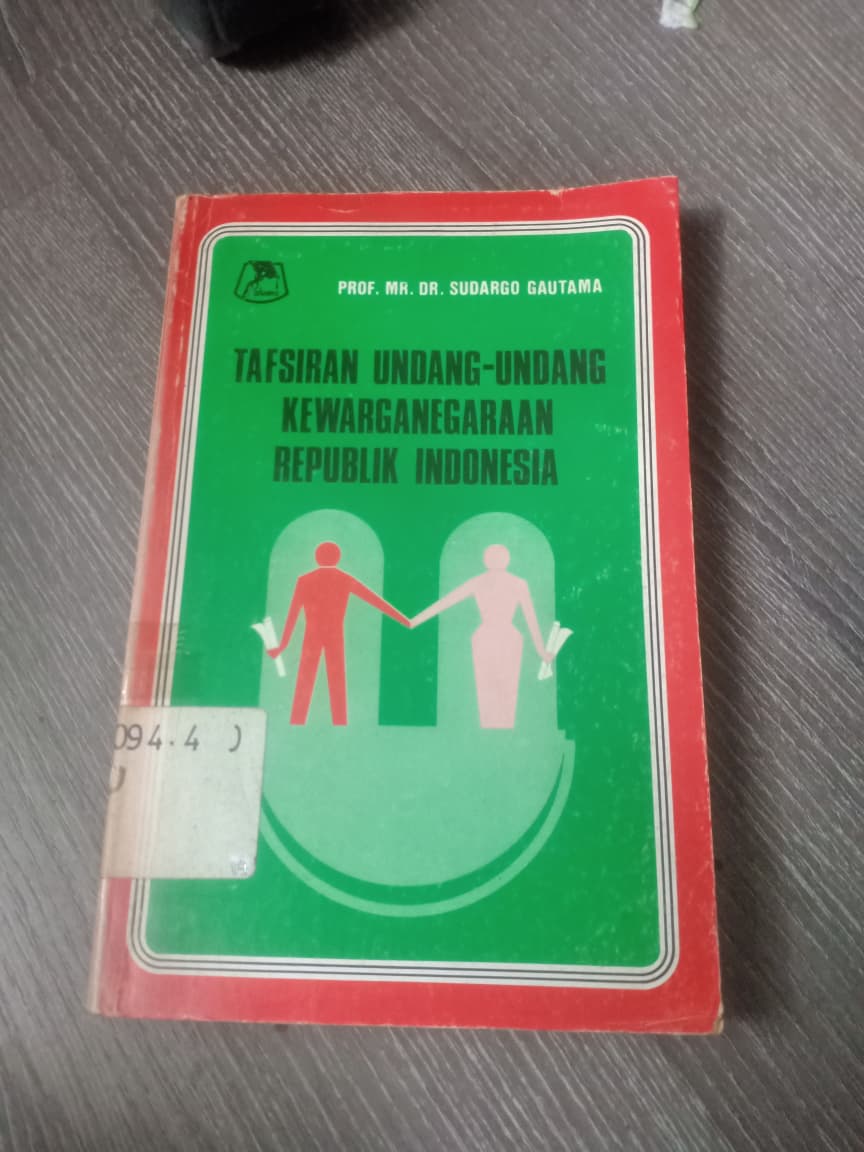 PROF. MR. DR. SUDARGO GAUTAMA
TAFSIRAN UNDANG-UNDANG
KEWARGANEGARAAN
REPUBLIK INDONESIA
094.4 )